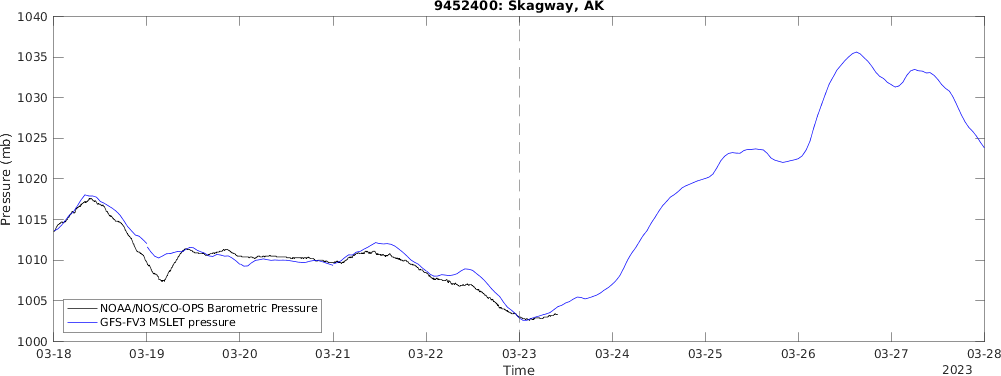 9452400: Skagway, AK
Pressure (mb)
1040
1035
1030
1025
1020
1015
1010
1005
1000
NOAA/NOS/CO-OPS Barometric Pressure
GFS-FV3 MSLET pressure
03-18 03-19 03-20 03-21 03-22 03-23 03-24 03-25 03-26 03-27 03-28
Time
2023